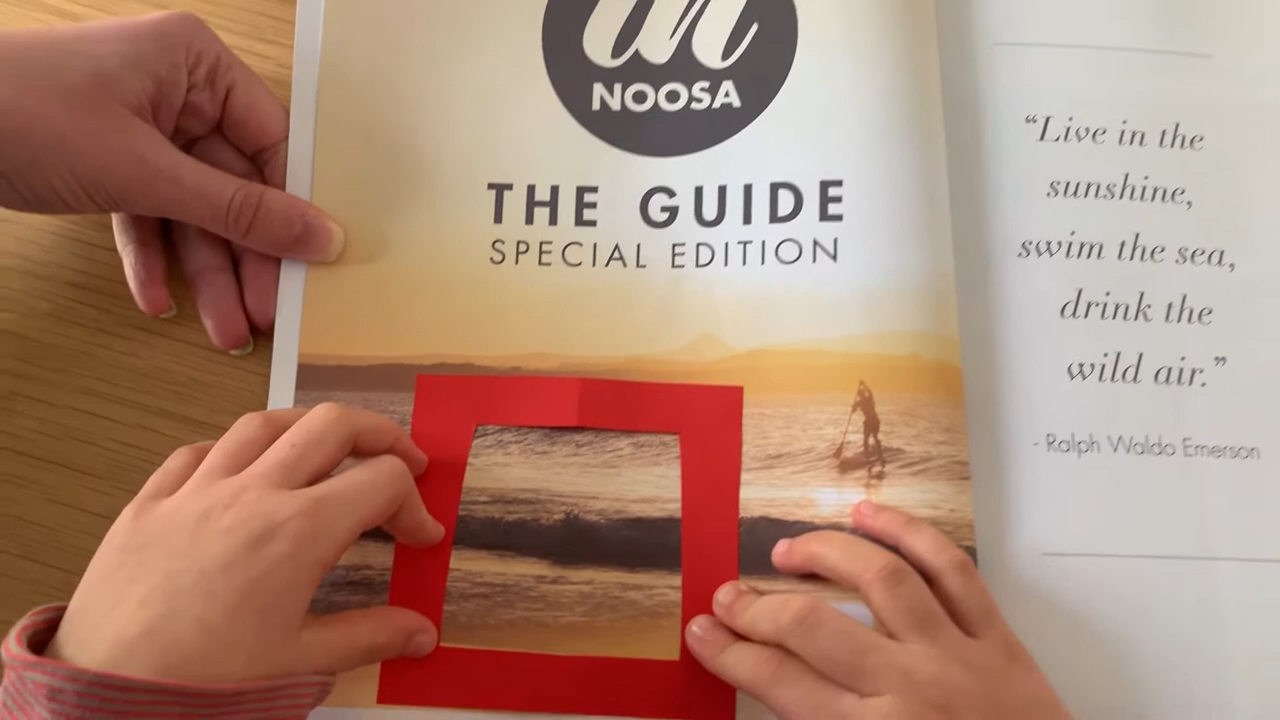 in
NOOSA
THE GUIDE
SPECIAL EDITION
“Live in the
sunshine,
swim the sea,
drink the
wild air.”
- Ralph Waldo Emerson